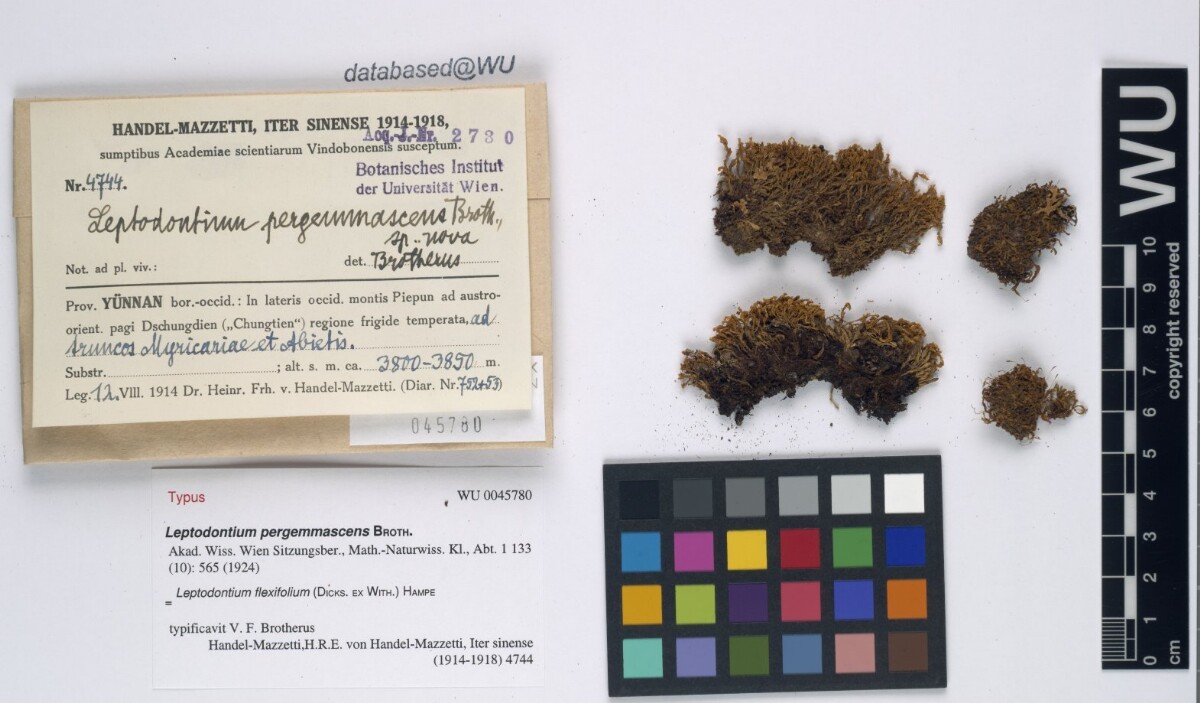 databased@WU
HANDEL-MAZZETTI, ITER SINENSE 1914-1918,
Acq.-J.-Nr. 2730
sumptibus Academiae scientiarum Vindobonensis susceptum.
Botanisches Institut
der Universität Wien.
Nr. 4744.
Leptodontium pergemmascens Broth.,
sp. nova
Not. ad pl. viv.:
det. Brotherus
Prov. YÜNNAN bor.-occid.: In lateris occid. montis Piepun ad austro-
orient. pagi Dschungdien („Chungtien") regione frigide temperata, ad
truncos Myricariae et Abietis.
Substr. ; alt. s. m. ca. 3800-3850 m.
Leg. 12. VIII. 1914 Dr. Heinr. Frh. v. Handel-Mazzetti. (Diar. Nr. 752+53)
045780
Typus
WU 0045780
Leptodontium pergemmascens BROTH.
Akad. Wiss. Wien Sitzungsber., Math.-Naturwiss. Kl., Abt. 1 133
(10): 565 (1924)
= Leptodontium flexifolium (DICKS. EX WITH.) HAMPE
typificavit V. F. Brotherus
Handel-Mazzetti,H.R.E. von Handel-Mazzetti, Iter sinense
(1914-1918) 4744
WU
copyright reserved
0 1 2 3 4 5 6 7 8 9 10
cm